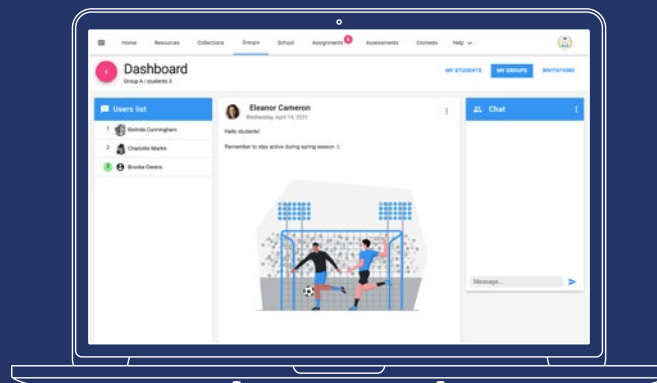 Home Resources Collections Groups School Assignments Assessments Contests Help
Dashboard
Group A | students 3
MY STUDENTS MY GROUPS INVITATIONS
Users list
1 Belinda Cunningham
2 Charlotte Martin
3 Brooke Owens
Eleanor Cameron
Wednesday, April 14, 2021
Hello students!
Remember to stay active during spring season :)
Chat
Message...